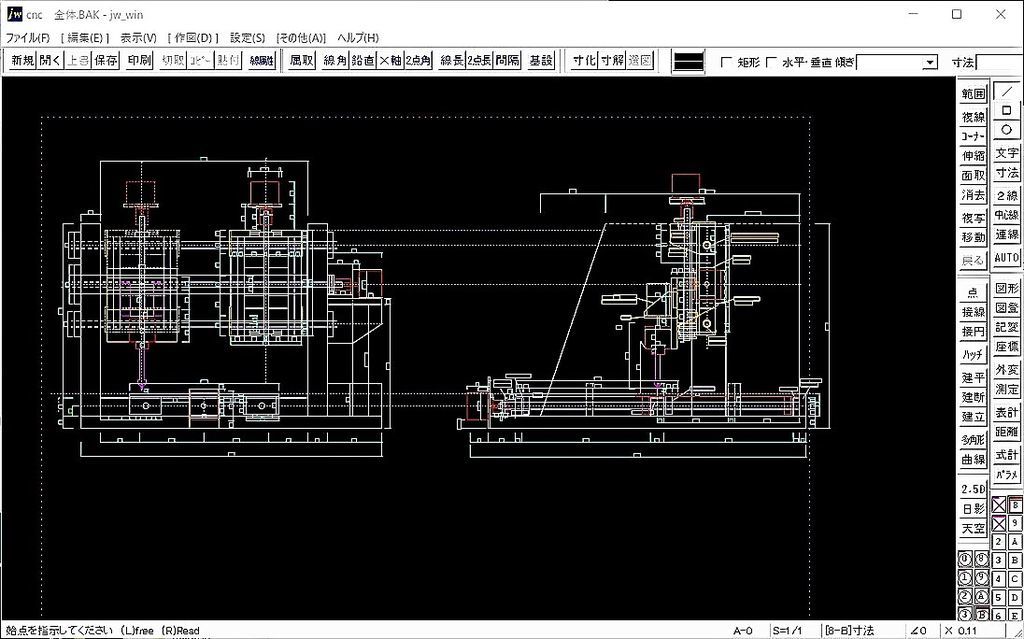 jw cnc 全体.BAK - jw_win
ファイル(F) [ 編集(E) ] 表示(V) [ 作図(D) ] 設定(S) [その他(A)] ヘルプ(H)
新規 開く 上書 保存 印刷 切取 コピー 貼付 線属性 属取 線角 鉛直 ×軸 2点角 線長 2点長 間隔 基設 寸化 寸解 選図 矩形 水平・垂直 傾き 寸法
範囲
複線
コーナー
伸縮
面取
消去
複写
移動
戻る
点
接線
接円
ハッチ
建平
建断
建立
多角形
曲線
2.5D
日影
天空
／
□
○
文字
寸法
2線
中心線
連線
AUTO
図形
図登
記変
座標
外変
測定
表計
距離
式計
パラメ
0 8
1 9
2 A
3 B
B
9
2 A
3 B
4 C
5 D
6 E
始点を指示してください (L)free (R)Read A-0 S=1/1 [8-B]寸法 ∠0 × 0.11